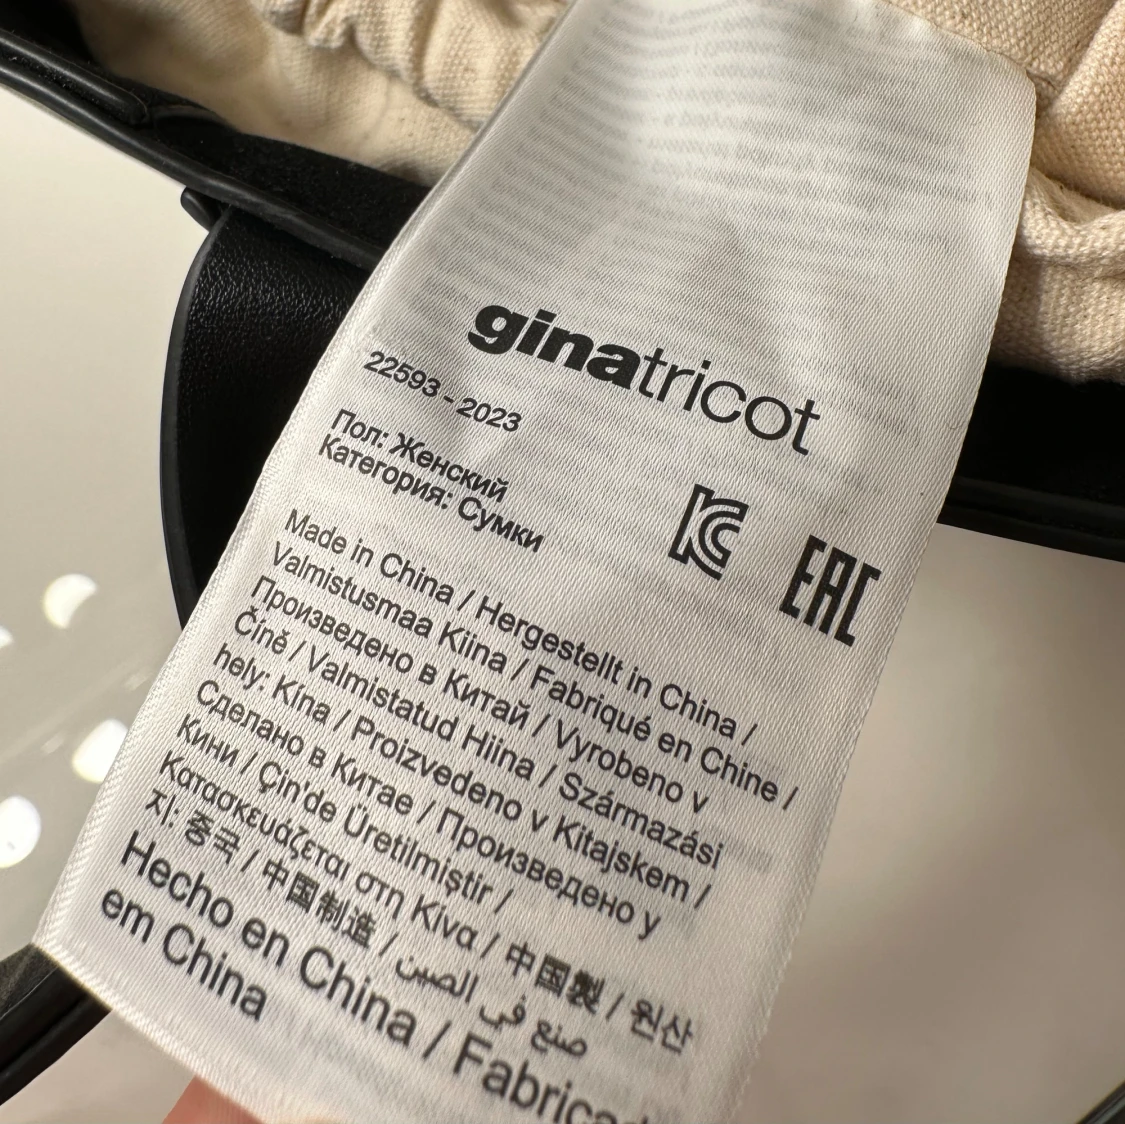 ginatricot
22593 - 2023
Пол: Женский
Категория: Сумки
EAC
Made in China / Hergestellt in China /
Valmistusmaa Kiina / Fabriqué en Chine /
Произведено в Китай / Vyrobeno v
Číně / Valmistatud Hiina / Származási
hely: Kína / Proizvedeno v Kitajskem /
Сделано в Китае / Произведено у
Кини / Çin'de Üretilmiştir /
Κατασκευάζεται στη Κίνα / 中国製 / 원산
지: 중국 / 中国制造 / صنع في الصين
Hecho en China / Fabricad
em China